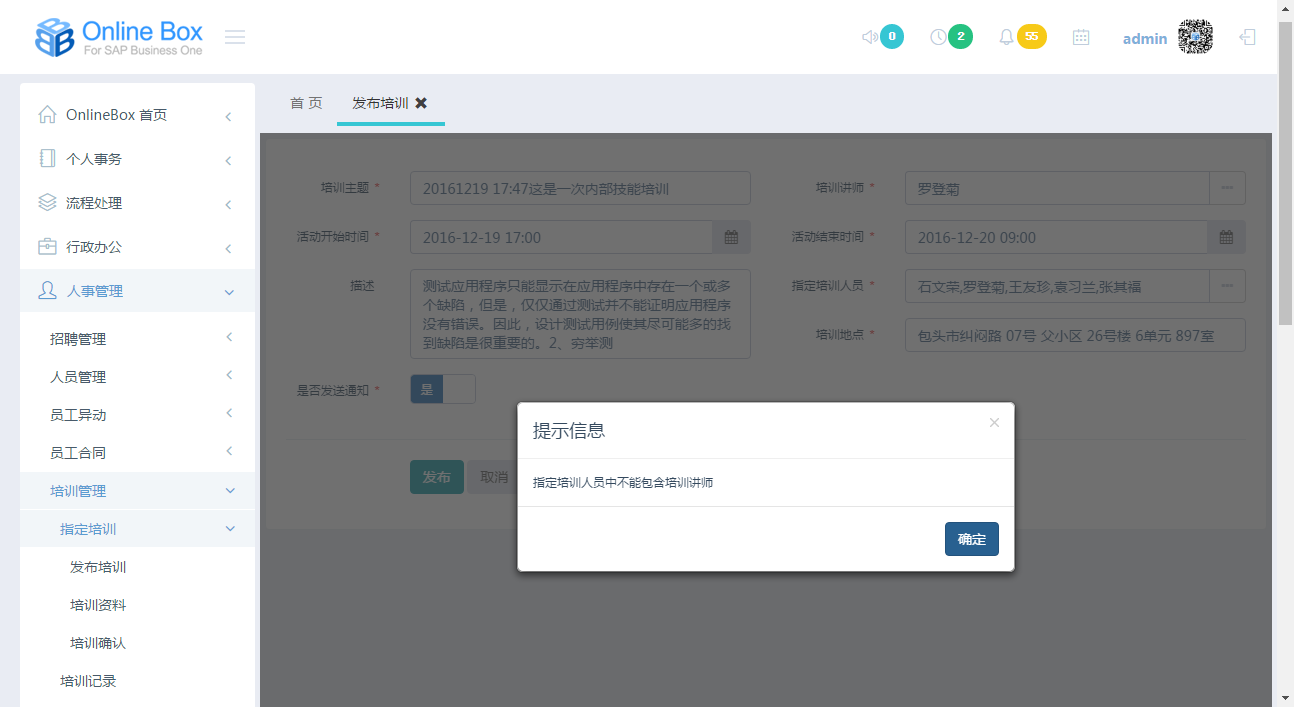 Online Box
For SAP Business One
0
2
55
admin
OnlineBox 首页
个人事务
流程处理
行政办公
人事管理
招聘管理
人员管理
员工异动
员工合同
培训管理
指定培训
发布培训
培训资料
培训确认
培训记录
首 页
发布培训
培训主题 *
20161219 17:47这是一次内部技能培训
培训讲师 *
罗登菊
活动开始时间 *
2016-12-19 17:00
活动结束时间 *
2016-12-20 09:00
描述
测试应用程序只能显示在应用程序中存在一个或多
个缺陷，但是，仅仅通过测试并不能证明应用程序
没有错误。因此，设计测试用例使其尽可能多的找
到缺陷是很重要的。2、穷举测
指定培训人员 *
石文荣,罗登菊,王友珍,袁习兰,张其福
培训地点 *
包头市纠闷路 07号 父小区 26号楼 6单元 897室
是否发送通知 *
是
发布
取消
提示信息
×
指定培训人员中不能包含培训讲师
确定